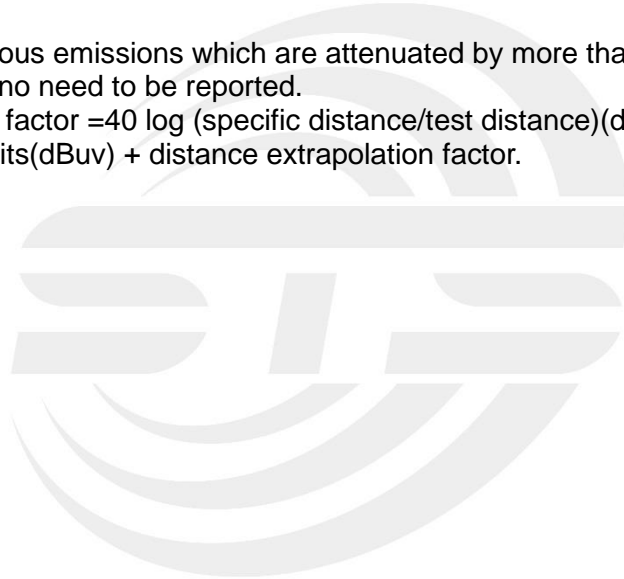 ous emissions which are attenuated by more tha
no need to be reported.
factor =40 log (specific distance/test distance)(d
its(dBuv) + distance extrapolation factor.
STS